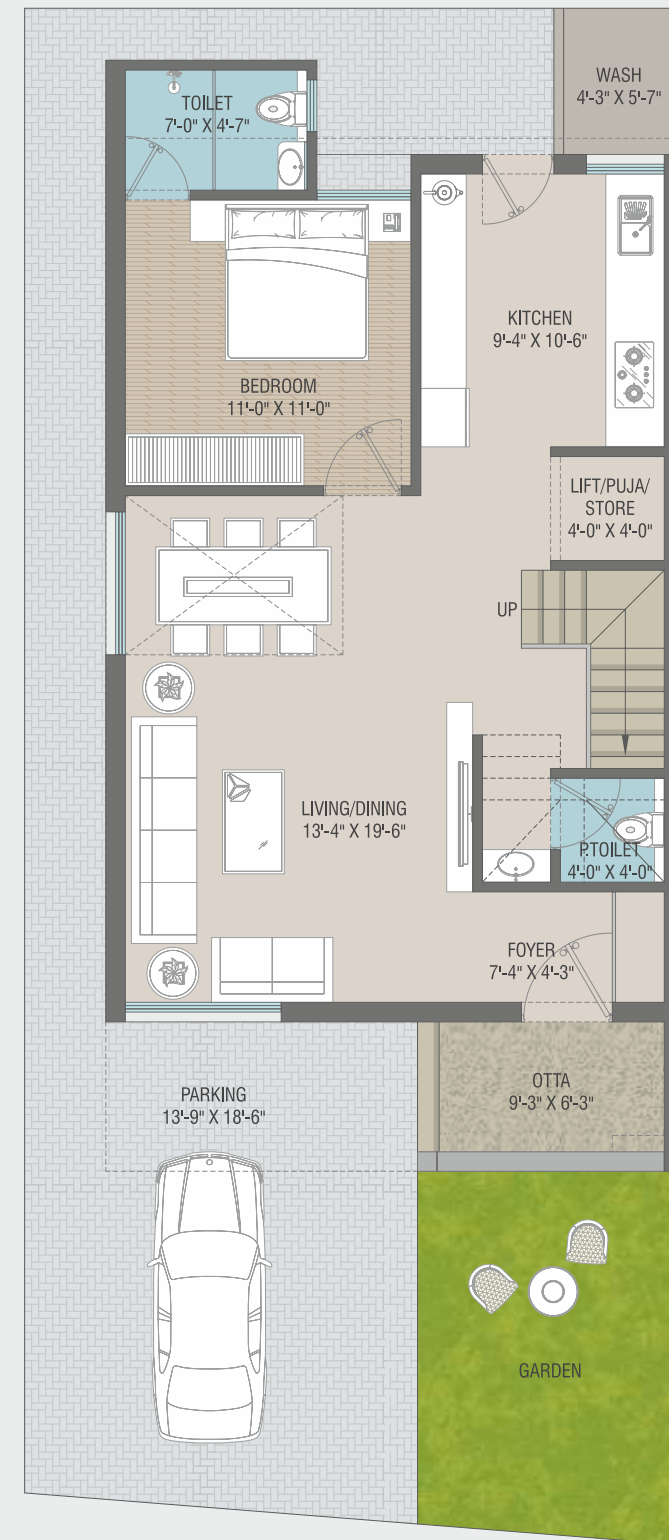 WASH
4'-3" X 5'-7"
TOILET
7'-0" X 4'-7"
KITCHEN
9'-4" X 10'-6"
BEDROOM
11'-0" X 11'-0"
LIFT/PUJA/
STORE
4'-0" X 4'-0"
UP
LIVING/DINING
13'-4" X 19'-6"
P.TOILET
4'-0" X 4'-0"
FOYER
7'-4" X 4'-3"
OTTA
9'-3" X 6'-3"
PARKING
13'-9" X 18'-6"
GARDEN